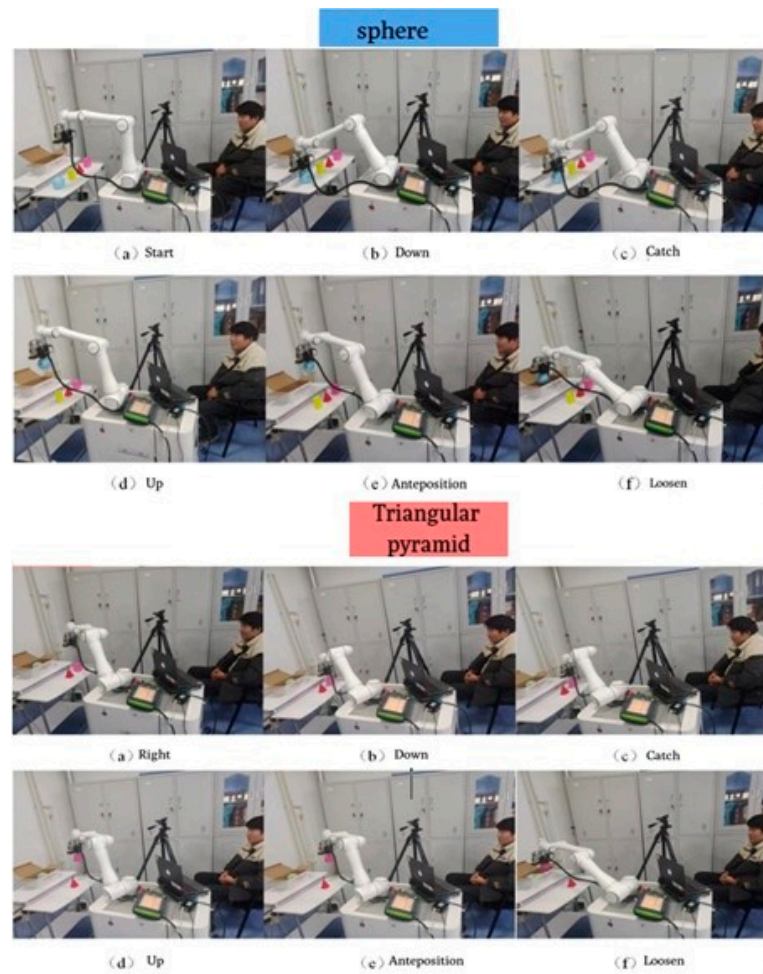 sphere
(a) Start
(b) Down
(c) Catch
(d) Up
(e) Anteposition
(f) Loosen
Triangular
pyramid
(a) Right
(b) Down
(c) Catch
(d) Up
(e) Anteposition
(f) Loosen